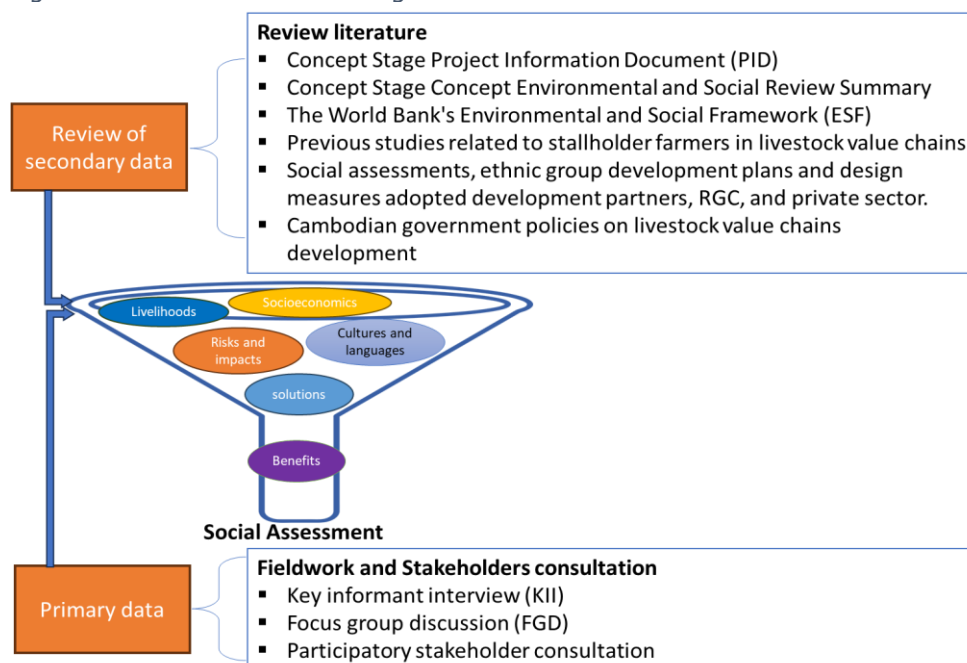 Review literature
▪ Concept Stage Project Information Document (PID)
▪ Concept Stage Concept Environmental and Social Review Summary
▪ The World Bank's Environmental and Social Framework (ESF)
▪ Previous studies related to stallholder farmers in livestock value chains
▪ Social assessments, ethnic group development plans and design
measures adopted development partners, RGC, and private sector.
▪ Cambodian government policies on livestock value chains
development
Review of
secondary data
Livelihoods
Socioeconomics
Risks and
impacts
Cultures and
languages
solutions
Benefits
Social Assessment
Primary data
Fieldwork and Stakeholders consultation
▪ Key informant interview (KII)
▪ Focus group discussion (FGD)
▪ Participatory stakeholder consultation